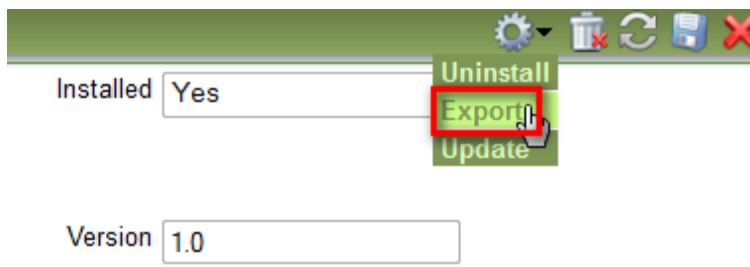 Uninstall
Installed Yes
Export
Update
Version 1.0